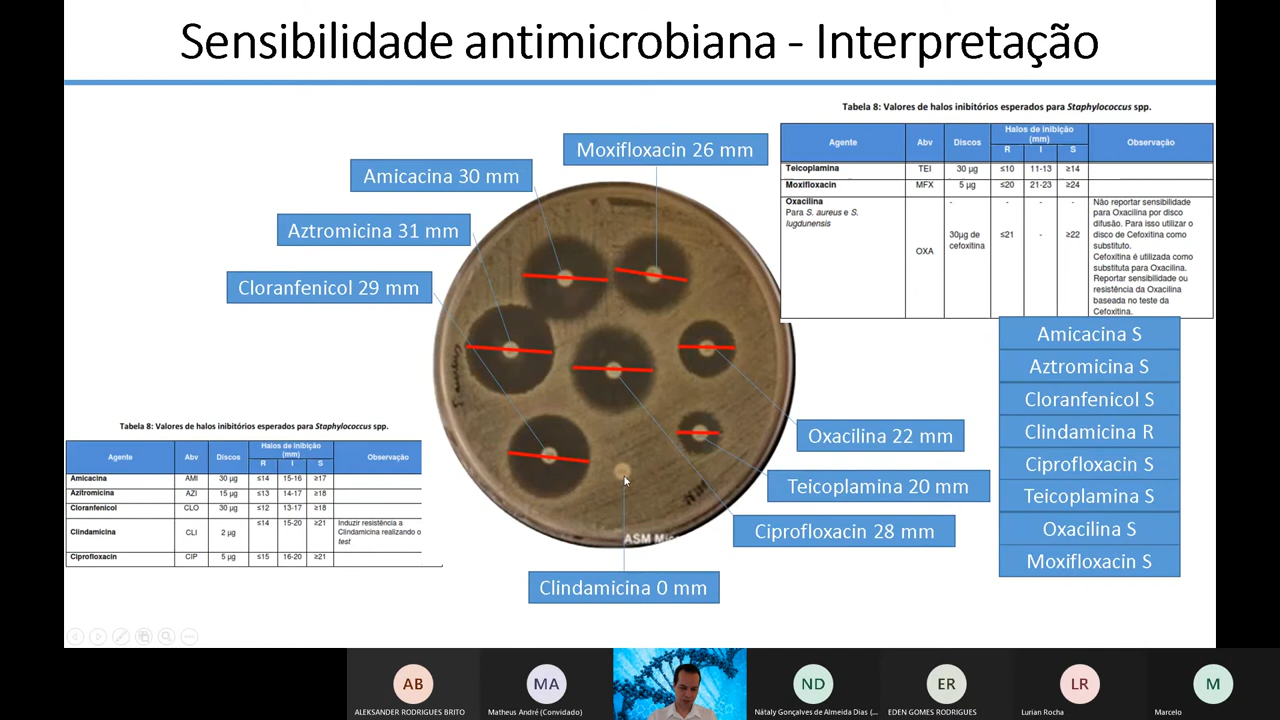 Sensibilidade antimicrobiana - Interpretação
Tabela 8: Valores de halos inibitórios esperados para Staphylococcus spp.
Agente Abv Discos Halos de inibição (mm) Observação
R I S
Teicoplamina TEI 30 µg ≤10 11-13 ≥14
Moxifloxacin MFX 5 µg ≤20 21-23 ≥24
Oxacilina - - - - Não reportar sensibilidade
Para S. aureus e S. para Oxacilina por disco
lugdunensis difusão. Para isso utilizar o
30µg de ≤21 - ≥22 disco de Cefoxitina como
cefoxitina substituto.
OXA Cefoxitina é utilizada como
substituta para Oxacilina.
Reportar sensibilidade ou
resistência da Oxacilina
baseada no teste da
Cefoxitina.
Moxifloxacin 26 mm
Amicacina 30 mm
Aztromicina 31 mm
Cloranfenicol 29 mm
Oxacilina 22 mm
Teicoplamina 20 mm
Ciprofloxacin 28 mm
Clindamicina 0 mm
Amicacina S
Aztromicina S
Cloranfenicol S
Clindamicina R
Ciprofloxacin S
Teicoplamina S
Oxacilina S
Moxifloxacin S
Tabela 8: Valores de halos inibitórios esperados para Staphylococcus spp.
Agente Abv Discos Halos de inibição (mm) Observação
R I S
Amicacina AMI 30 µg ≤14 15-16 ≥17
Azitromicina AZI 15 µg ≤13 14-17 ≥18
Cloranfenicol CLO 30 µg ≤12 13-17 ≥18
Clindamicina CLI 2 µg ≤14 15-20 ≥21 Induzir resistência a
Clindamicina realizando o
test
Ciprofloxacin CIP 5 µg ≤15 16-20 ≥21
ASM
AB
ALEKSANDER RODRIGUES BRITO
MA
Matheus André (Convidado)
ND
Nátaly Gonçalves de Almeida Dias (...
ER
EDEN GOMES RODRIGUES
LR
Lurian Rocha
M
Marcelo